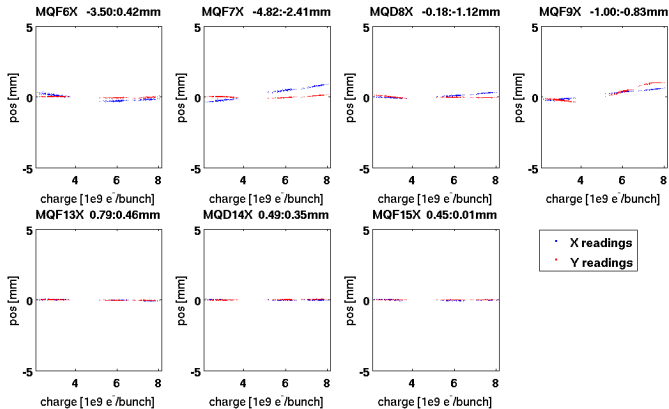 MQF6X -3.50:0.42mm
MQF7X -4.82:-2.41mm
MQD8X -0.18:-1.12mm
MQF9X -1.00:-0.83mm
5
5
5
5
pos [mm]
0
pos [mm]
0
pos [mm]
0
pos [mm]
0
-5
-5
-5
-5
4 6 8
4 6 8
4 6 8
4 6 8
charge [1e9 e⁻/bunch]
charge [1e9 e⁻/bunch]
charge [1e9 e⁻/bunch]
charge [1e9 e⁻/bunch]
MQF13X 0.79:0.46mm
MQD14X 0.49:0.35mm
MQF15X 0.45:0.01mm
5
5
5
X readings
Y readings
pos [mm]
0
pos [mm]
0
pos [mm]
0
-5
-5
-5
4 6 8
4 6 8
4 6 8
charge [1e9 e⁻/bunch]
charge [1e9 e⁻/bunch]
charge [1e9 e⁻/bunch]